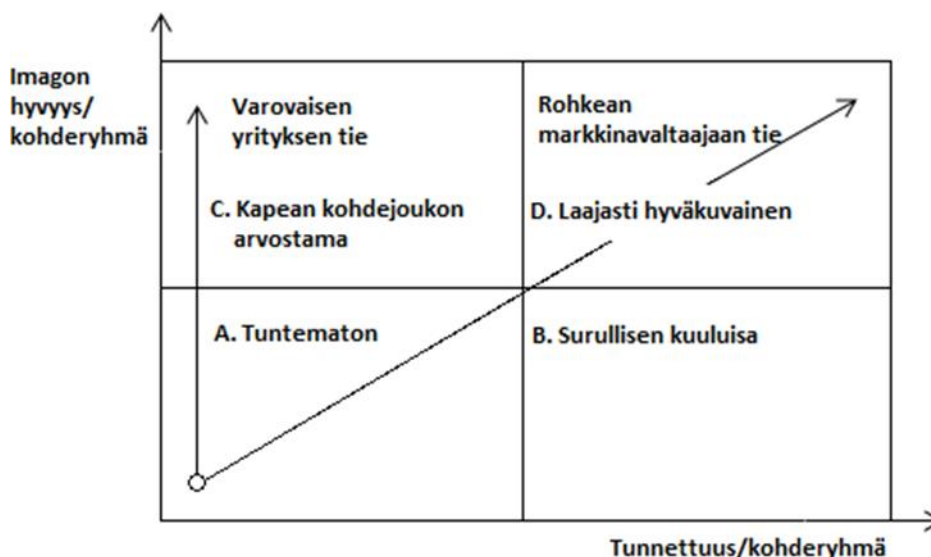 Imagon
hyvyys/
kohderyhmä
Varovaisen
yrityksen tie
Rohkean
markkinavaltaajaan tie
C. Kapean kohdejoukon
arvostama
D. Laajasti hyväkuvainen
A. Tuntematon
B. Surullisen kuuluisa
Tunnettuus/kohderyhmä